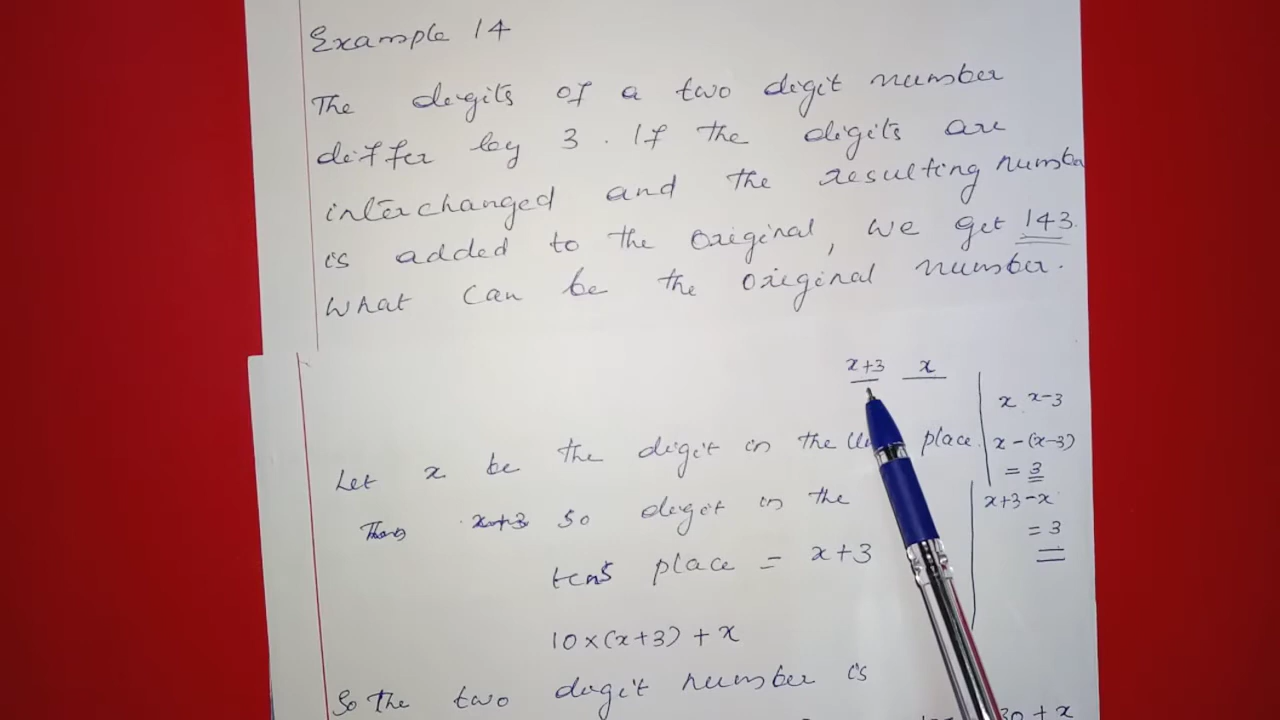 Example 14
The digits of a two digit number
differ by 3. If the digits are
interchanged and the resulting number
is added to the original, we get 143.
What can be the original number.
x+3 x
x x-3
Let x be the digit in the place.
x-(x-3)
= 3
x+3 so digit in the
x+3-x
= 3
tens place = x+3
10×(x+3) + x
So the two digit number is
30 + x